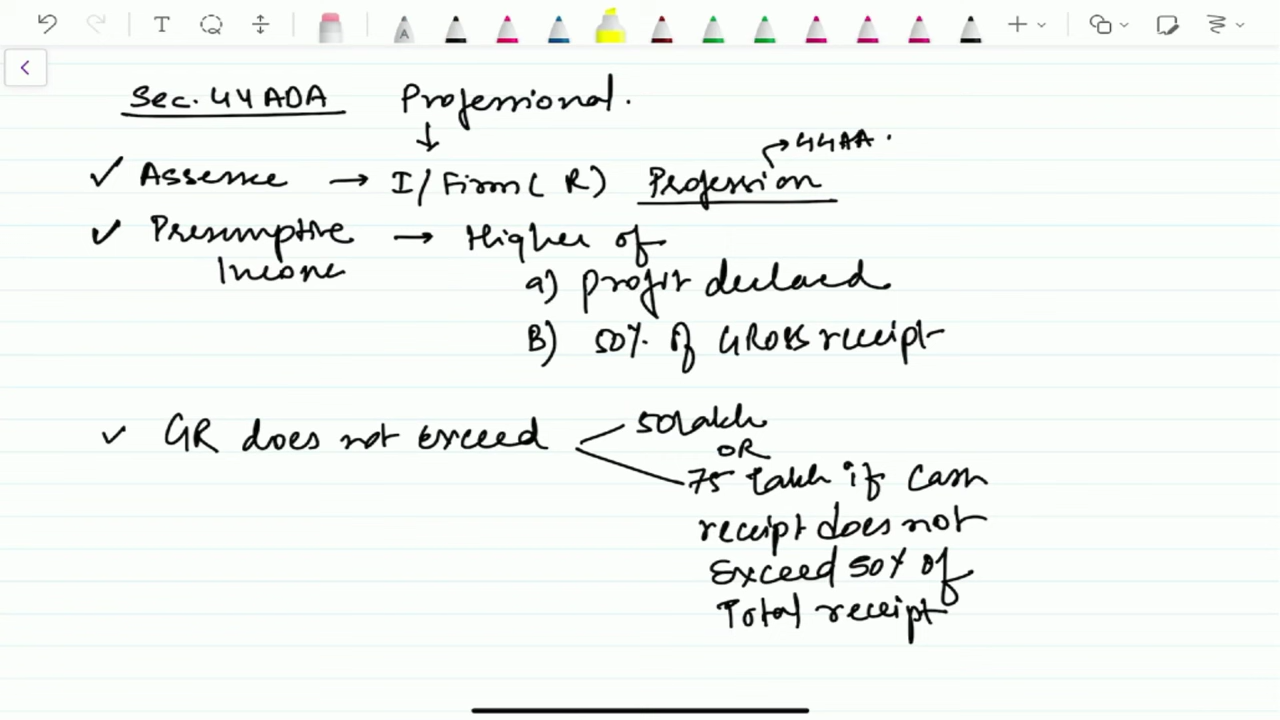 Sec. 44ADA Professional.
→ 44AA.
✓ Assessee → I/Firm (R) Profession
✓ Presumptive → Higher of
Income
a) profit declared
B) 50% of GROSS receipt
✓ GR does not exceed 50 lakh
OR
75 lakh if cash
receipt does not
Exceed 50% of
Total receipt